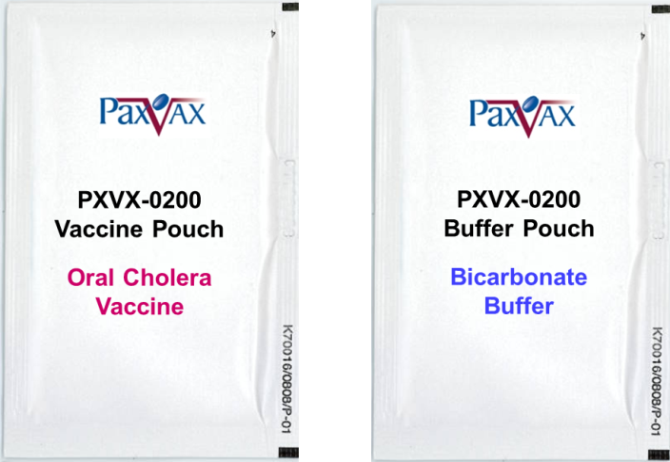 PAXVAX
PXVX-0200
Vaccine Pouch
Oral Cholera
Vaccine
K70016/0808/P-01
4
PAXVAX
PXVX-0200
Buffer Pouch
Bicarbonate
Buffer
K70016/0808/P-01
4